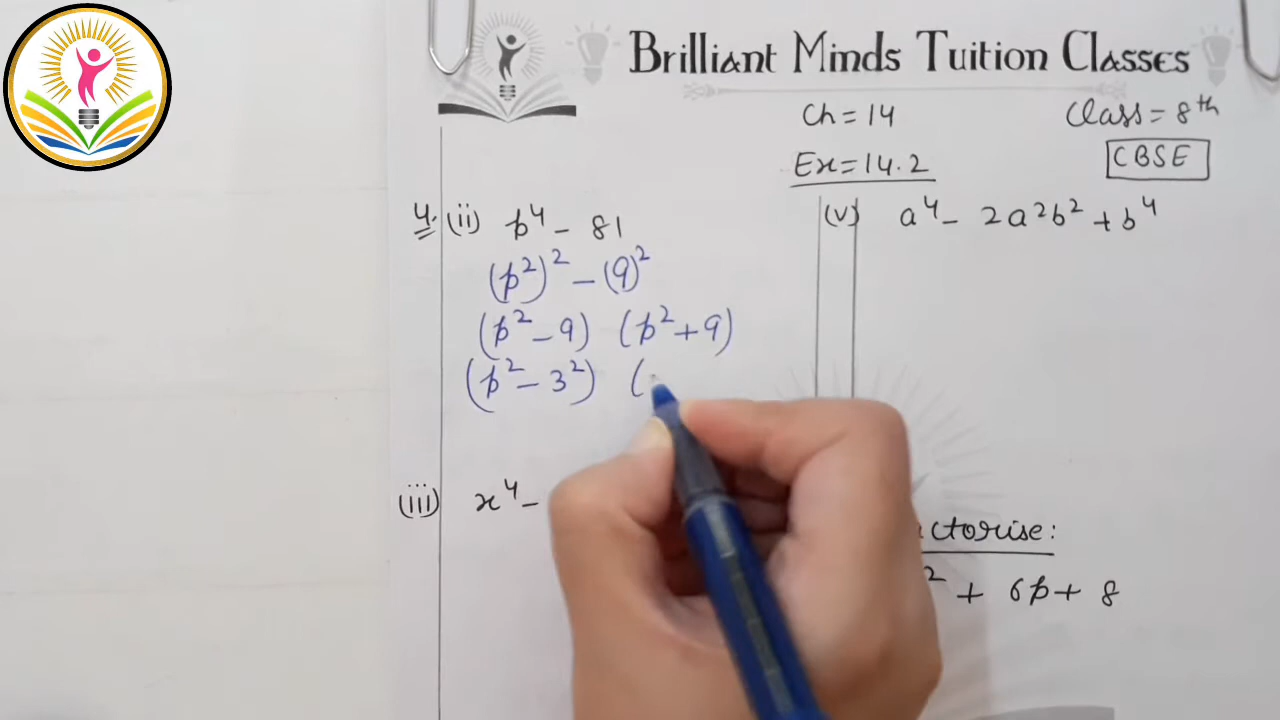 Brilliant Minds Tuition Classes
Ch = 14
Class = 8th
Ex = 14.2
CBSE
4. (ii) p⁴ - 81
(p²)² - (9)²
(p² - 9) (p² + 9)
(p² - 3²) (
(iii) x⁴ -
(v) a⁴ - 2a²b² + b⁴
ctorise:
² + 6p + 8